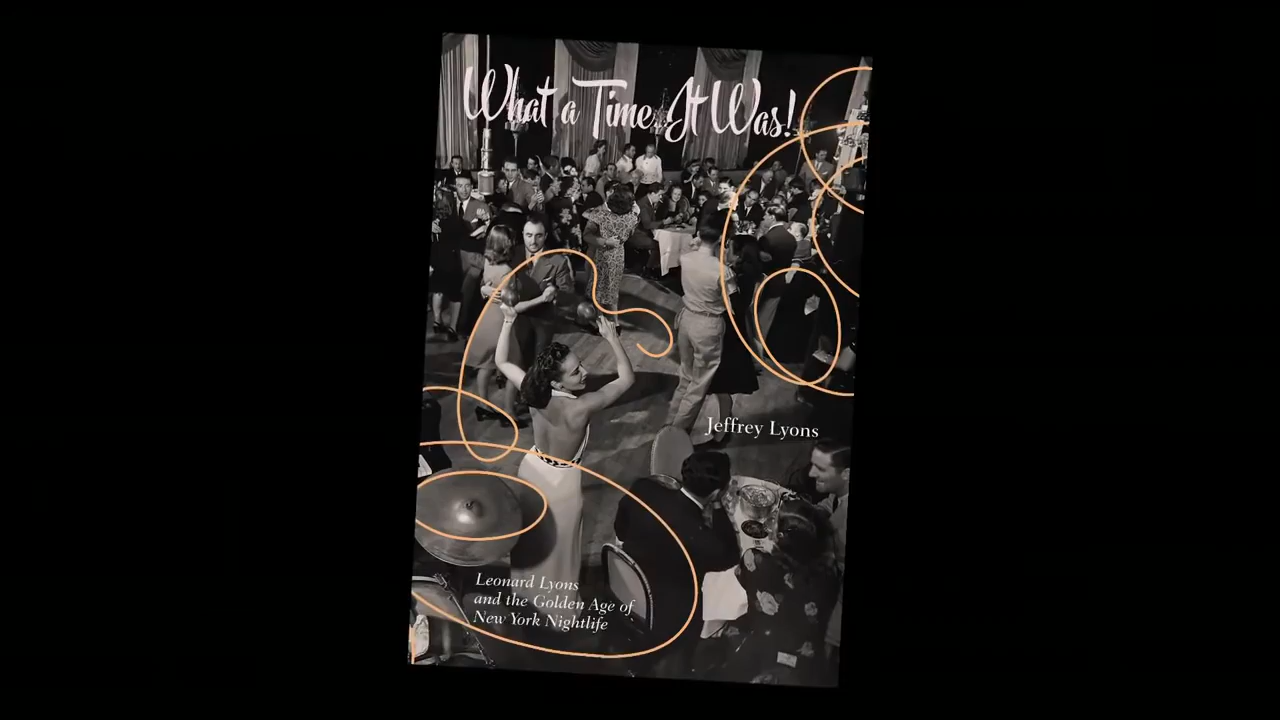 What a Time It Was!
Jeffrey Lyons
Leonard Lyons
and the Golden Age of
New York Nightlife